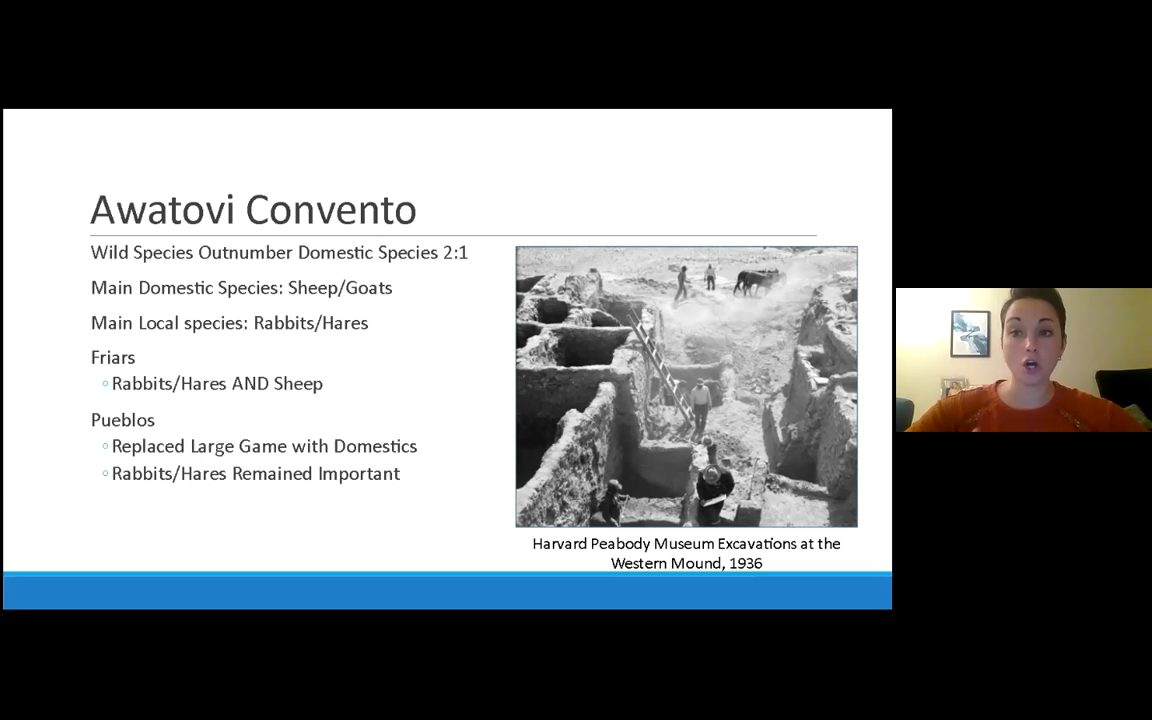 Awatovi Convento
Wild Species Outnumber Domestic Species 2:1
Main Domestic Species: Sheep/Goats
Main Local species: Rabbits/Hares
Friars
Rabbits/Hares AND Sheep
Pueblos
Replaced Large Game with Domestics
Rabbits/Hares Remained Important
Harvard Peabody Museum Excavations at the
Western Mound, 1936